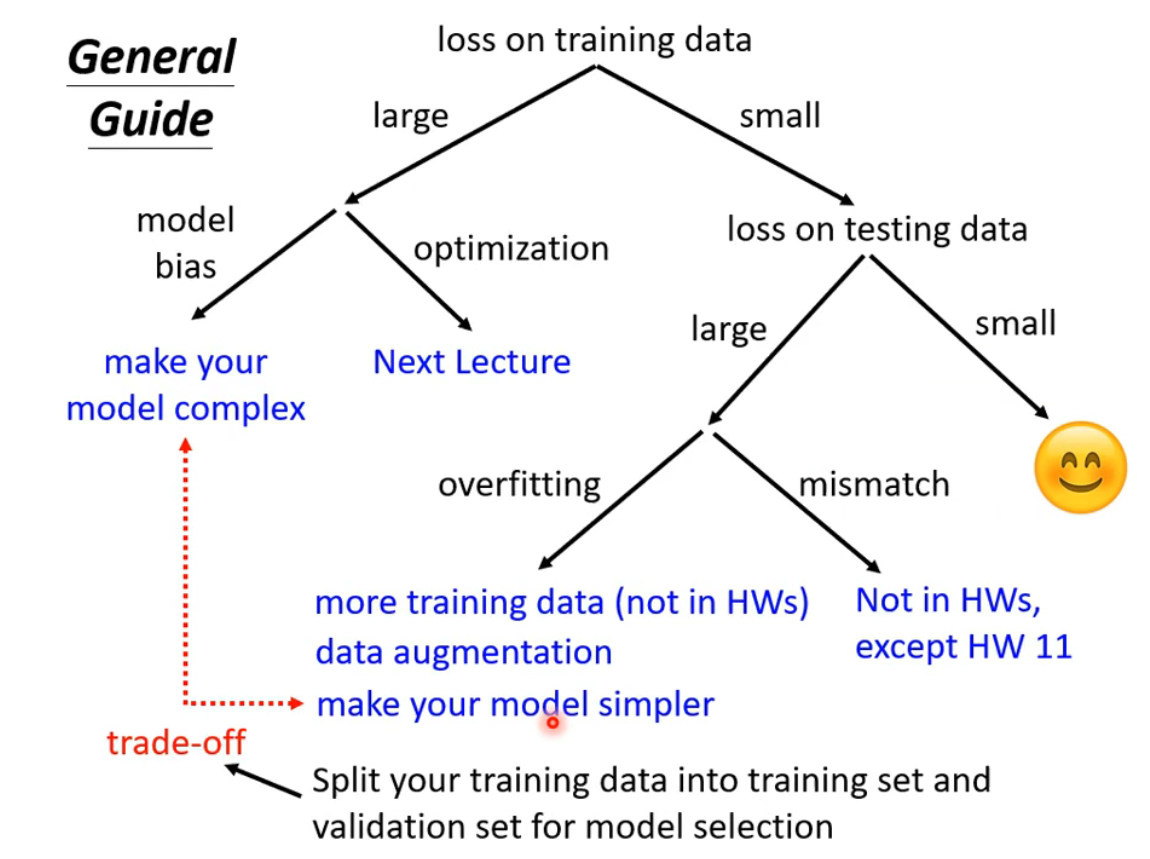 General
Guide
loss on training data
large
small
model
bias
optimization
loss on testing data
make your
model complex
Next Lecture
large
small
overfitting
mismatch
more training data (not in HWs)
data augmentation
make your model simpler
Not in HWs,
except HW 11
trade-off
Split your training data into training set and
validation set for model selection